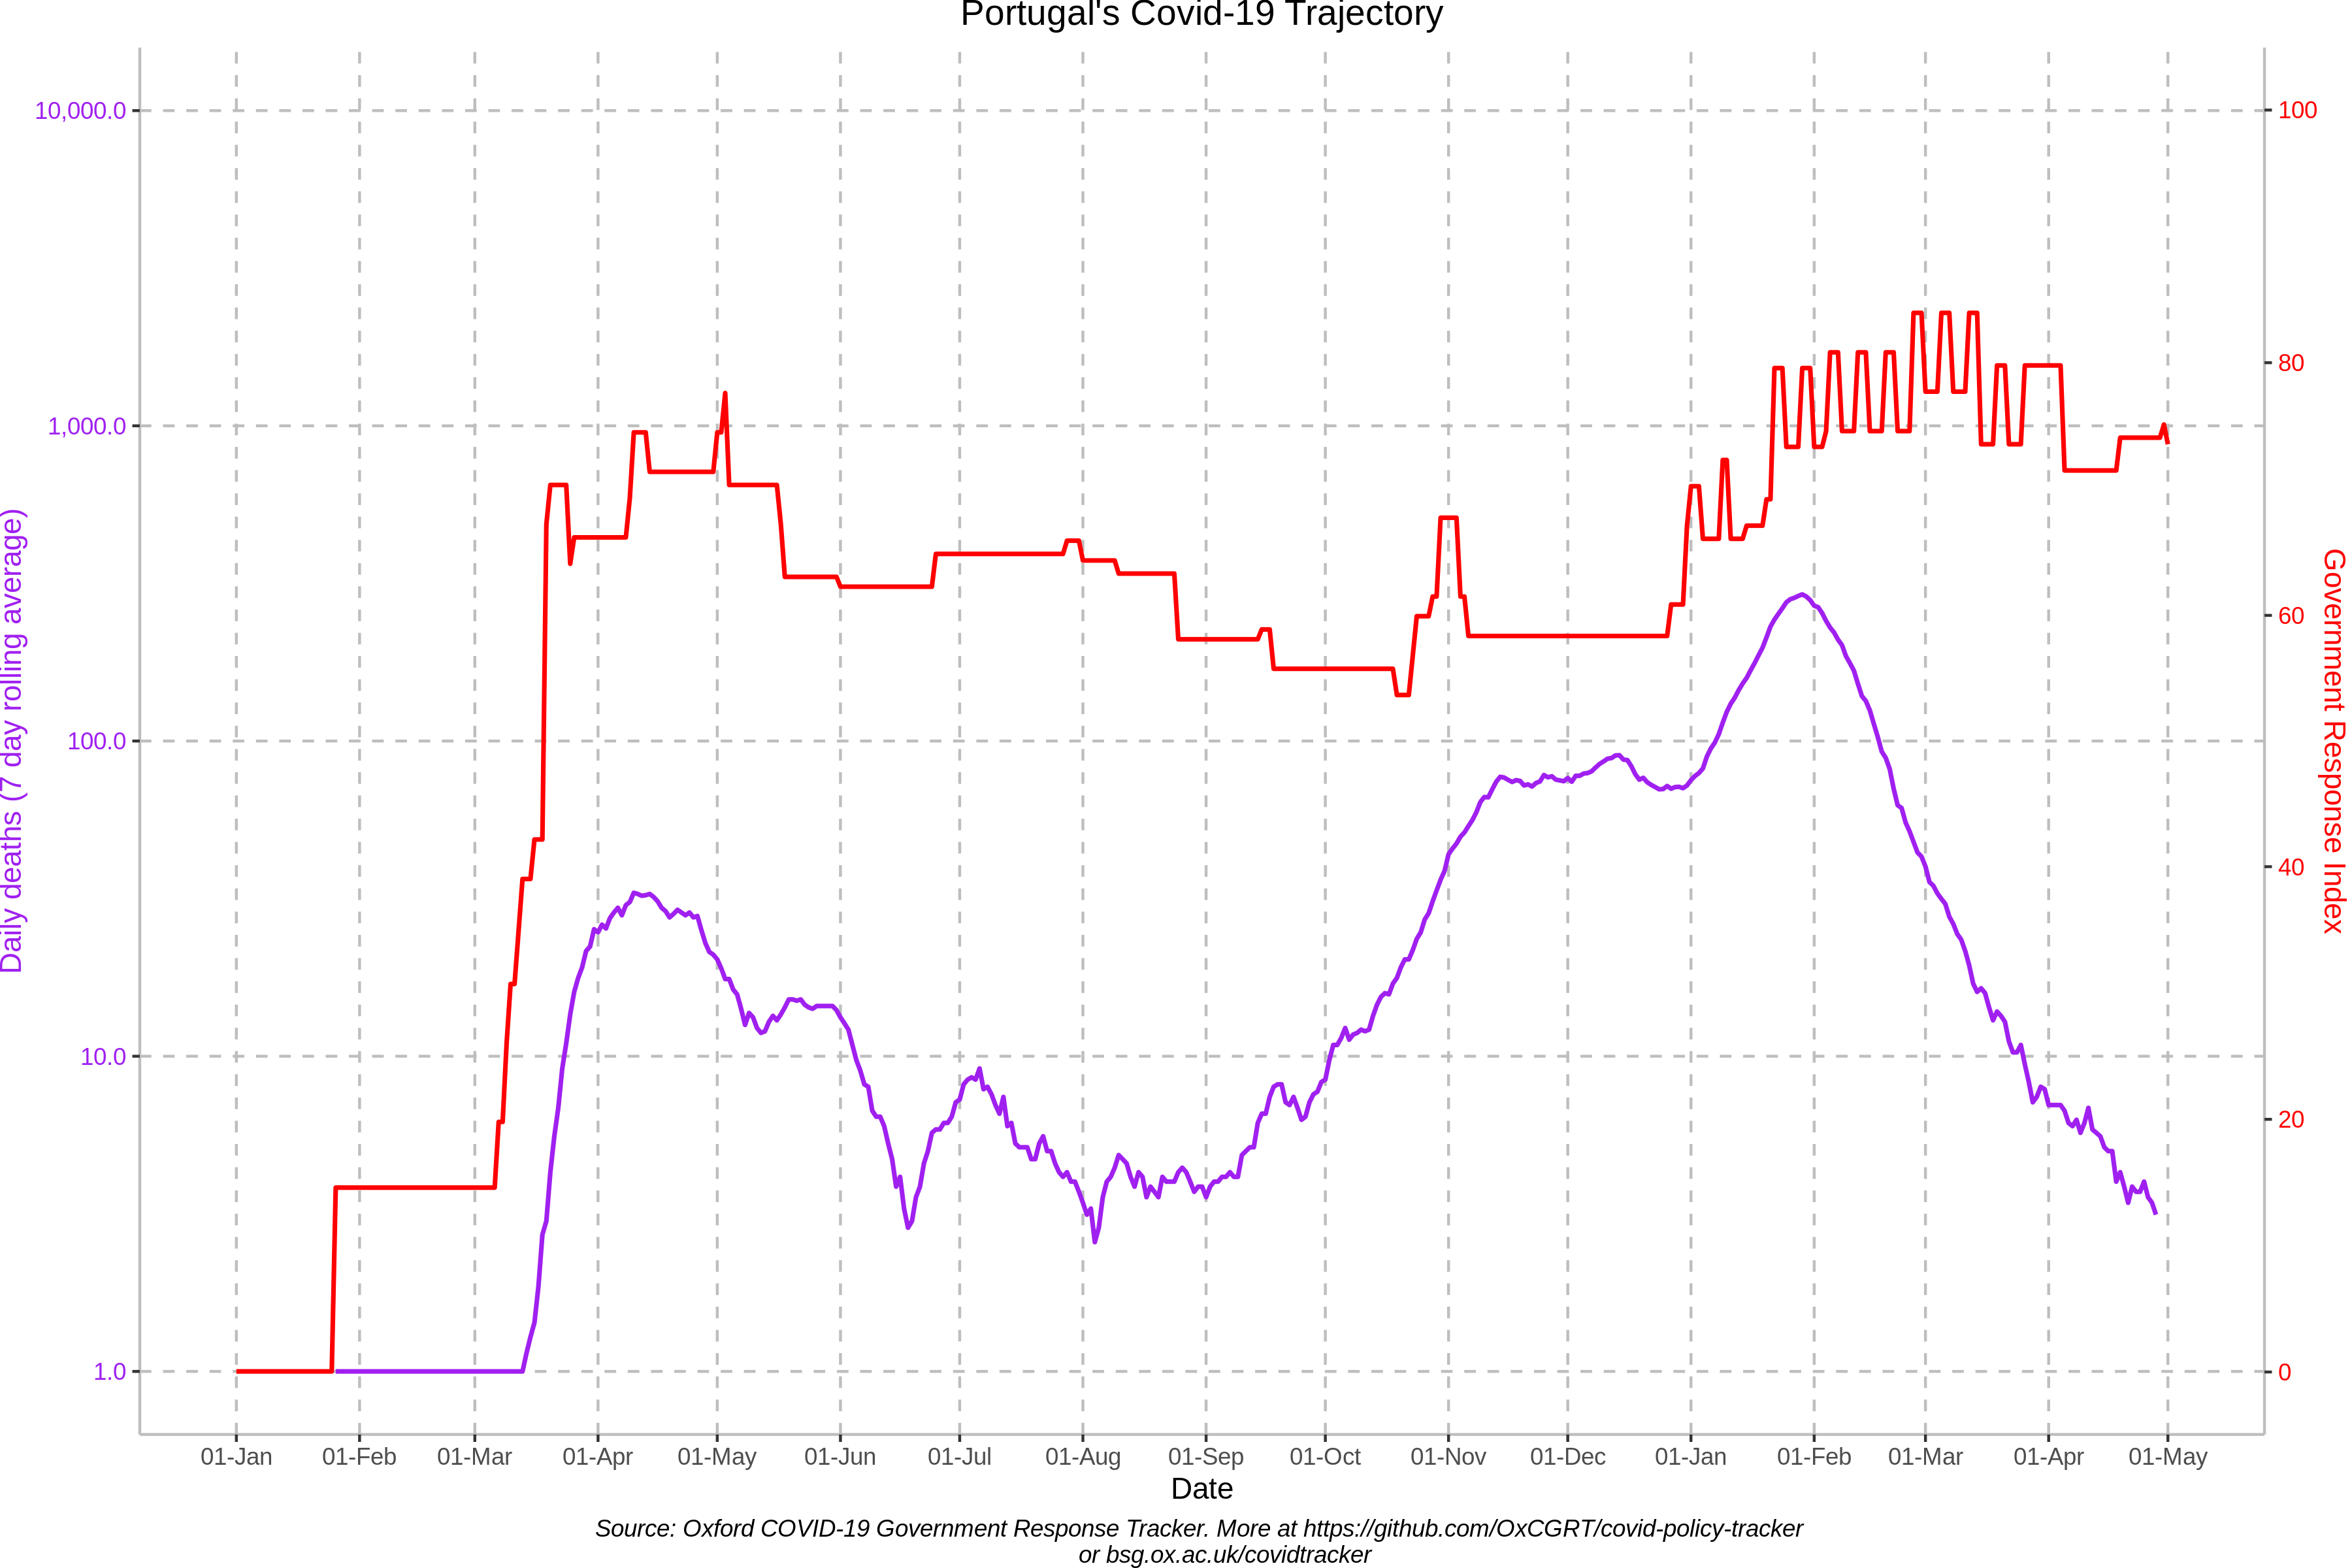 Portugal's Covid-19 Trajectory
10,000.0
1,000.0
100.0
10.0
1.0
Daily deaths (7 day rolling average)
100
80
60
40
20
0
Government Response Index
01-Jan 01-Feb 01-Mar 01-Apr 01-May 01-Jun 01-Jul 01-Aug 01-Sep 01-Oct 01-Nov 01-Dec 01-Jan 01-Feb 01-Mar 01-Apr 01-May
Date
Source: Oxford COVID-19 Government Response Tracker. More at https://github.com/OxCGRT/covid-policy-tracker
or bsg.ox.ac.uk/covidtracker